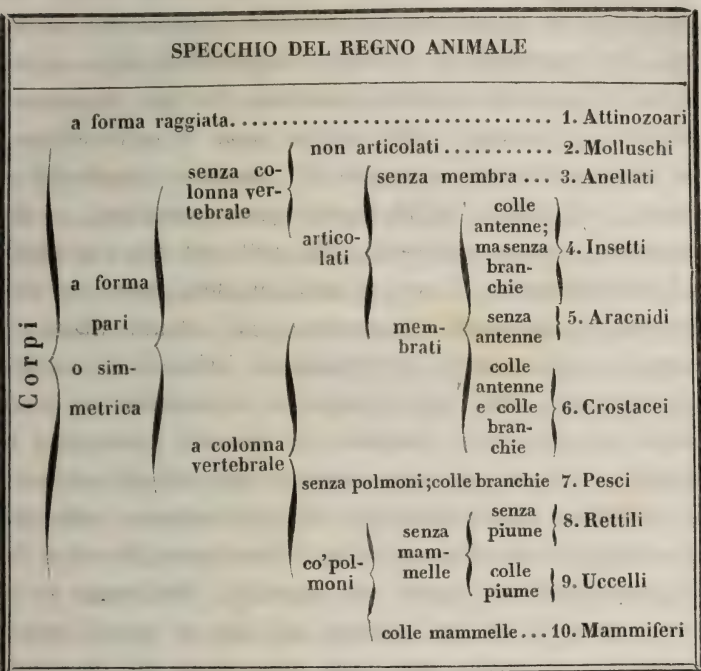 SPECCHIO DEL REGNO ANIMALE
a forma raggiata................................ 1. Attinozoari
Corpi
a forma
pari
o sim-
metrica
senza co-
lonna ver-
tebrale
non articolati........... 2. Molluschi
artico-
lati
senza membra ... 3. Anellati
mem-
brati
colle
antenne;
ma senza
bran-
chie
4. Insetti
senza
antenne
5. Aracnidi
colle
antenne
e colle
bran-
chie
6. Crostacei
a colonna
vertebrale
senza polmoni; colle branchie 7. Pesci
co'pol-
moni
senza
mam-
melle
senza
piume
8. Rettili
colle
piume
9. Uccelli
colle mammelle... 10. Mammiferi